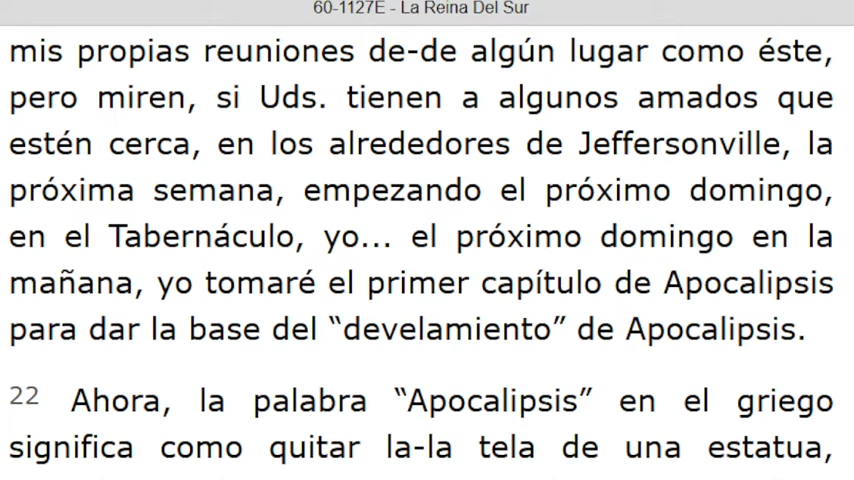 60-1127E - La Reina Del Sur
mis propias reuniones de-de algún lugar como éste,
pero miren, si Uds. tienen a algunos amados que
estén cerca, en los alrededores de Jeffersonville, la
próxima semana, empezando el próximo domingo,
en el Tabernáculo, yo... el próximo domingo en la
mañana, yo tomaré el primer capítulo de Apocalipsis
para dar la base del “develamiento” de Apocalipsis.
22 Ahora, la palabra “Apocalipsis” en el griego
significa como quitar la-la tela de una estatua,